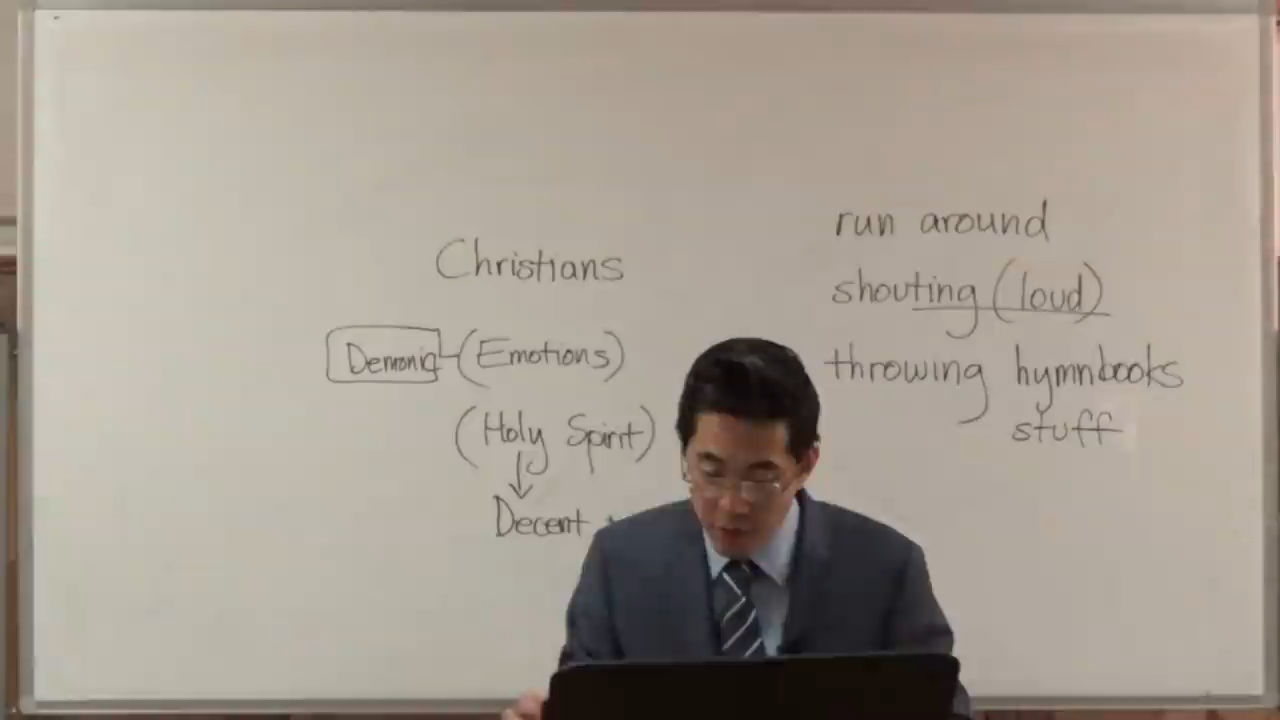 Christians
Demonic (Emotions)
(Holy Spirit)
Decent
run around
shouting (loud)
throwing hymnbooks
stuff